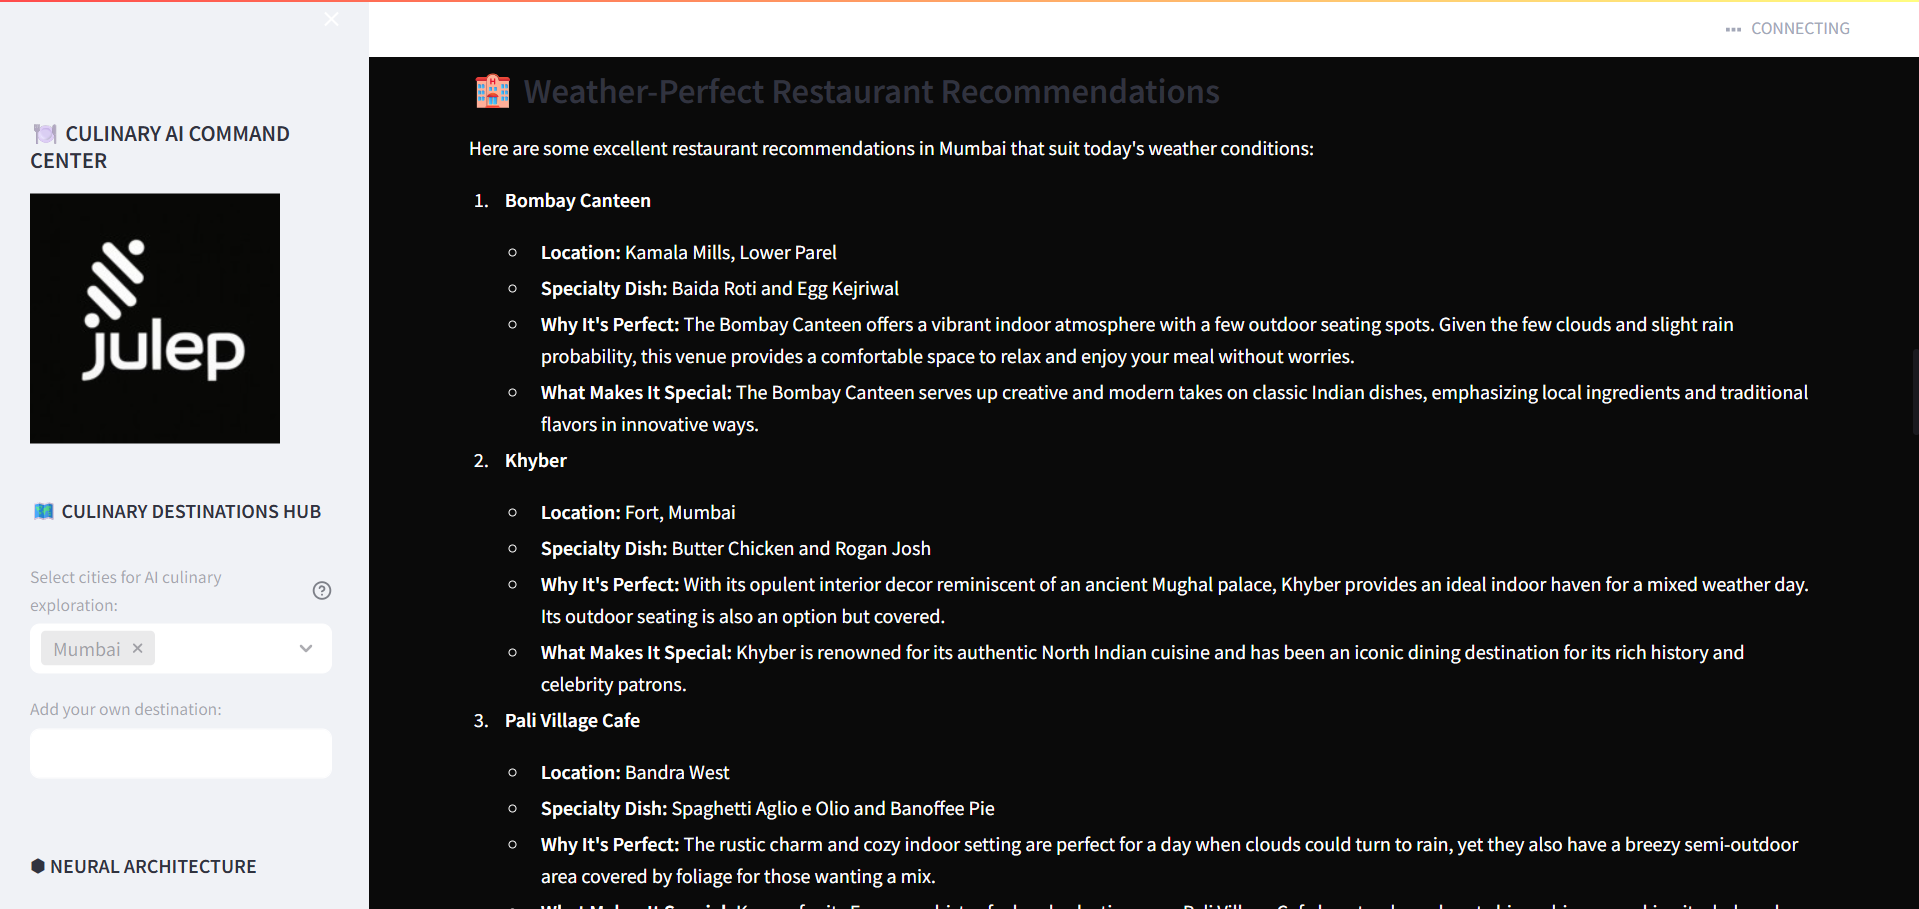 CONNECTING
CULINARY AI COMMAND
CENTER
julep
CULINARY DESTINATIONS HUB
Select cities for AI culinary
exploration:
Mumbai
Add your own destination:
NEURAL ARCHITECTURE
Weather-Perfect Restaurant Recommendations
Here are some excellent restaurant recommendations in Mumbai that suit today's weather conditions:
1. Bombay Canteen
Location: Kamala Mills, Lower Parel
Specialty Dish: Baida Roti and Egg Kejriwal
Why It's Perfect: The Bombay Canteen offers a vibrant indoor atmosphere with a few outdoor seating spots. Given the few clouds and slight rain
probability, this venue provides a comfortable space to relax and enjoy your meal without worries.
What Makes It Special: The Bombay Canteen serves up creative and modern takes on classic Indian dishes, emphasizing local ingredients and traditional
flavors in innovative ways.
2. Khyber
Location: Fort, Mumbai
Specialty Dish: Butter Chicken and Rogan Josh
Why It's Perfect: With its opulent interior decor reminiscent of an ancient Mughal palace, Khyber provides an ideal indoor haven for a mixed weather day.
Its outdoor seating is also an option but covered.
What Makes It Special: Khyber is renowned for its authentic North Indian cuisine and has been an iconic dining destination for its rich history and
celebrity patrons.
3. Pali Village Cafe
Location: Bandra West
Specialty Dish: Spaghetti Aglio e Olio and Banoffee Pie
Why It's Perfect: The rustic charm and cozy indoor setting are perfect for a day when clouds could turn to rain, yet they also have a breezy semi-outdoor
area covered by foliage for those wanting a mix.
What Makes It Special: